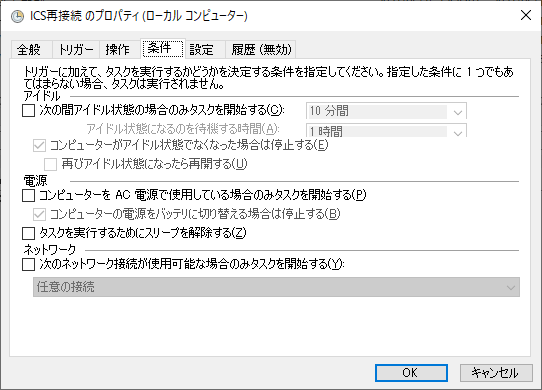 ICS再接続 のプロパティ (ローカル コンピューター)
全般 トリガー 操作 条件 設定 履歴 (無効)
トリガーに加えて、タスクを実行するかどうかを決定する条件を指定してください。指定した条件に 1 つでもあ
てはまらない場合、タスクは実行されません。
アイドル
次の間アイドル状態の場合のみタスクを開始する(C): 10 分間
アイドル状態になるのを待機する時間(A): 1 時間
コンピューターがアイドル状態でなくなった場合は停止する(E)
再びアイドル状態になったら再開する(U)
電源
コンピューターを AC 電源で使用している場合のみタスクを開始する(P)
コンピューターの電源をバッテリに切り替える場合は停止する(B)
タスクを実行するためにスリープを解除する(Z)
ネットワーク
次のネットワーク接続が使用可能な場合のみタスクを開始する(Y):
任意の接続
OK キャンセル